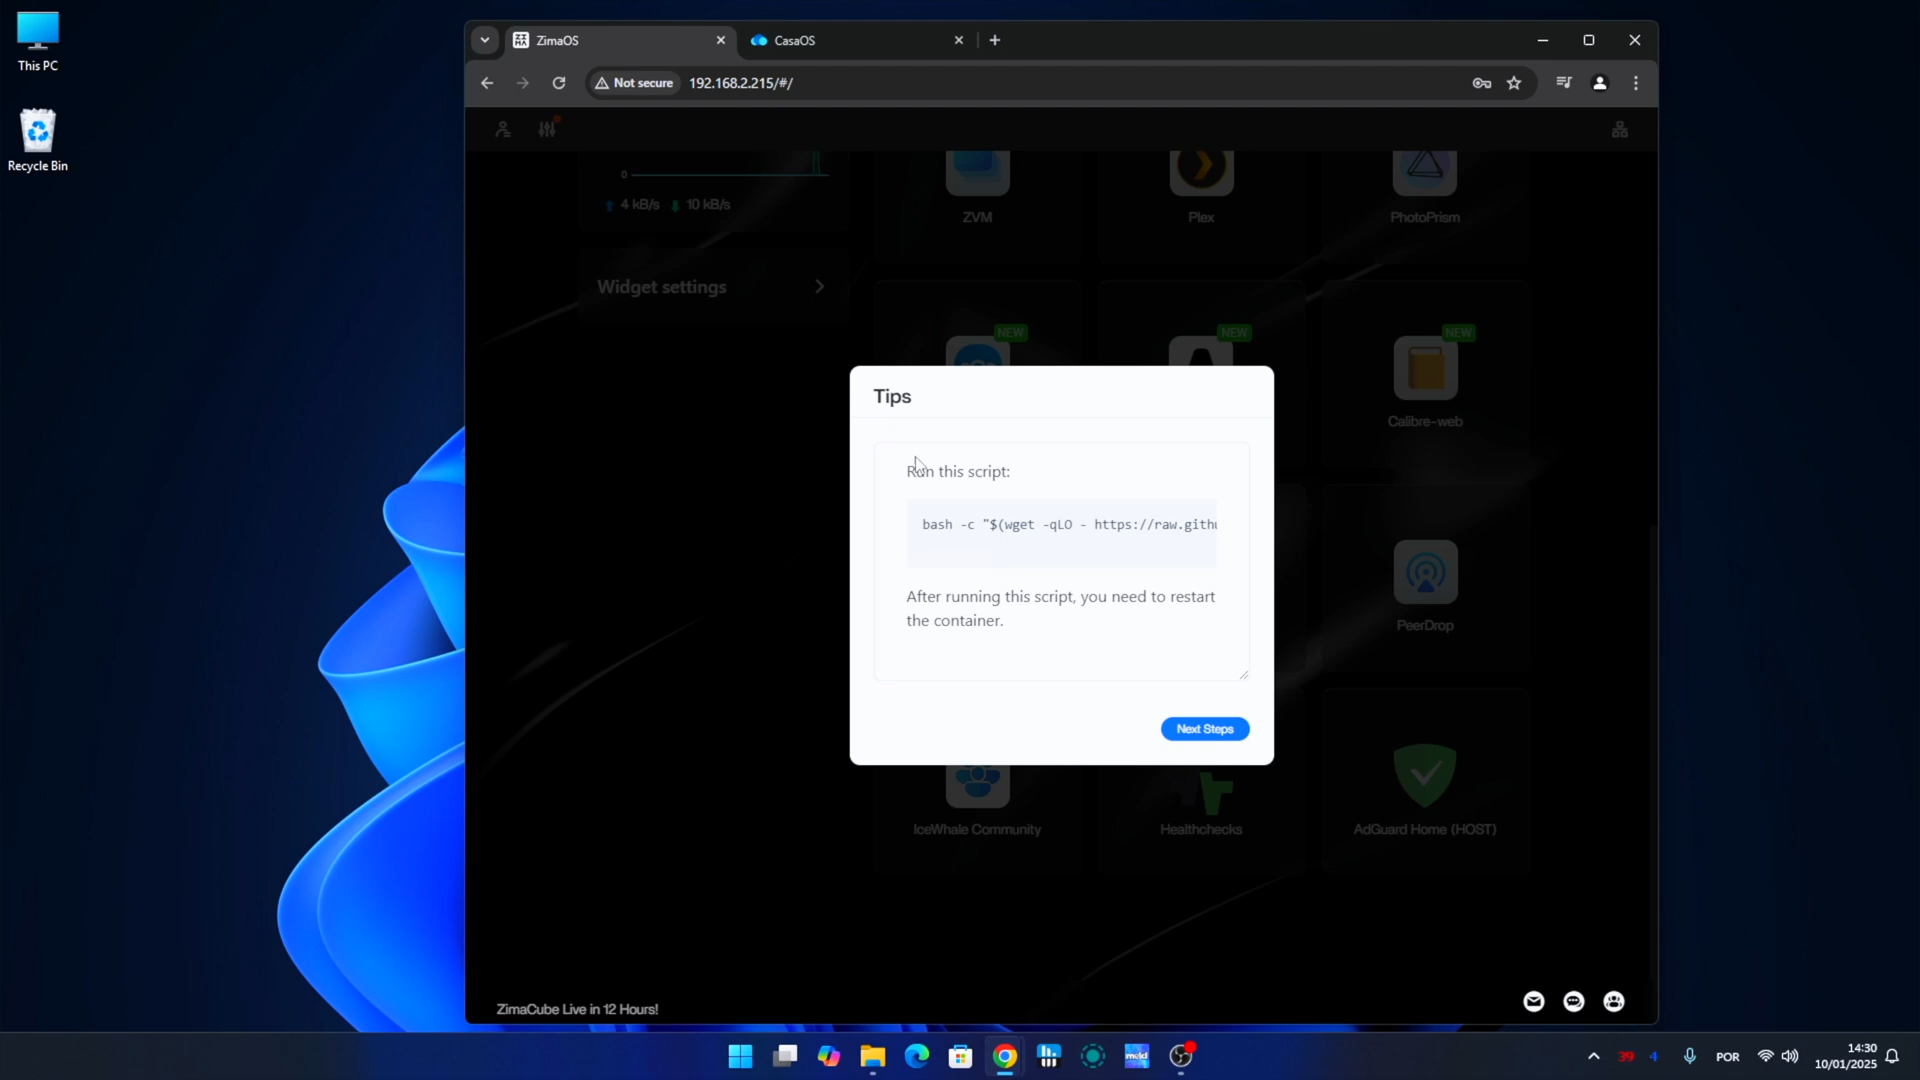 This PC
Recycle Bin
ZimaOS
CasaOS
Not secure
192.168.2.215/#/
0
4 kB/s
10 kB/s
Widget settings
ZVM
Plex
PhotoPrism
NEW
NEW
NEW
Calibre-web
Tips
Run this script:
bash -c "$(wget -qLO - https://raw.githu
After running this script, you need to restart
the container.
Next Steps
PeerDrop
IceWhale Community
Healthchecks
AdGuard Home (HOST)
ZimaCube Live in 12 Hours!
39
4
POR
14:30
10/01/2025